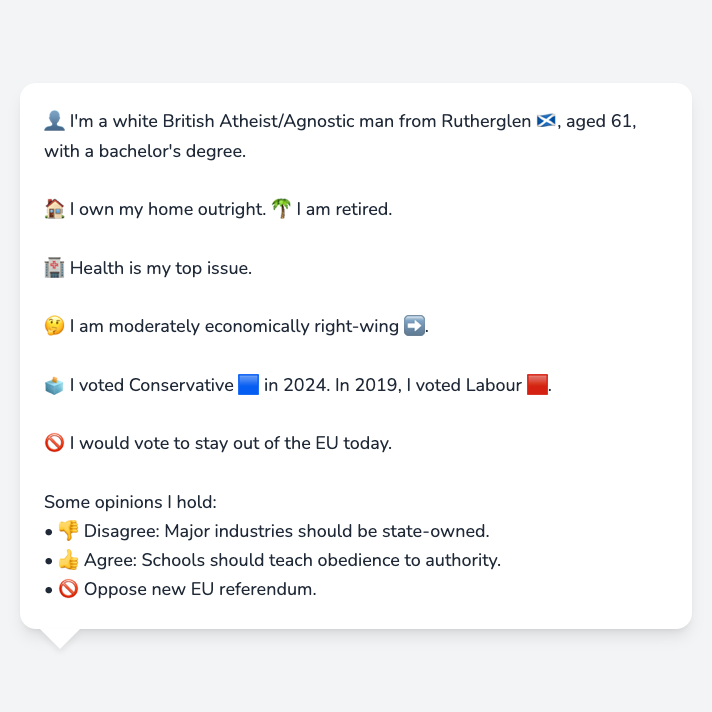 👤 I'm a white British Atheist/Agnostic man from Rutherglen 🏴󠁧󠁢󠁳󠁣󠁴󠁿, aged 61,
with a bachelor's degree.
🏠 I own my home outright. 🌴 I am retired.
🏥 Health is my top issue.
🤔 I am moderately economically right-wing ➡️.
🗳️ I voted Conservative 🟦 in 2024. In 2019, I voted Labour 🟥.
🚫 I would vote to stay out of the EU today.
Some opinions I hold:
• 👎 Disagree: Major industries should be state-owned.
• 👍 Agree: Schools should teach obedience to authority.
• 🚫 Oppose new EU referendum.